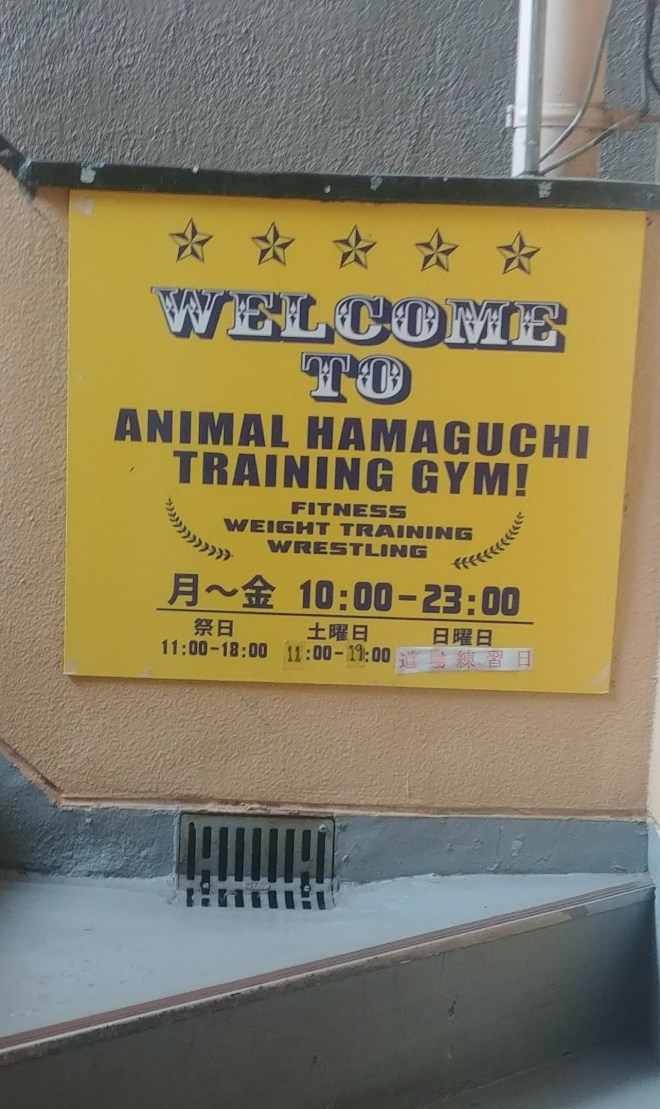 WELCOME
TO
ANIMAL HAMAGUCHI
TRAINING GYM!
FITNESS
WEIGHT TRAINING
WRESTLING
月〜金 10:00-23:00
祭日 土曜日 日曜日
11:00-18:00 11:00-19:00 道場練習日